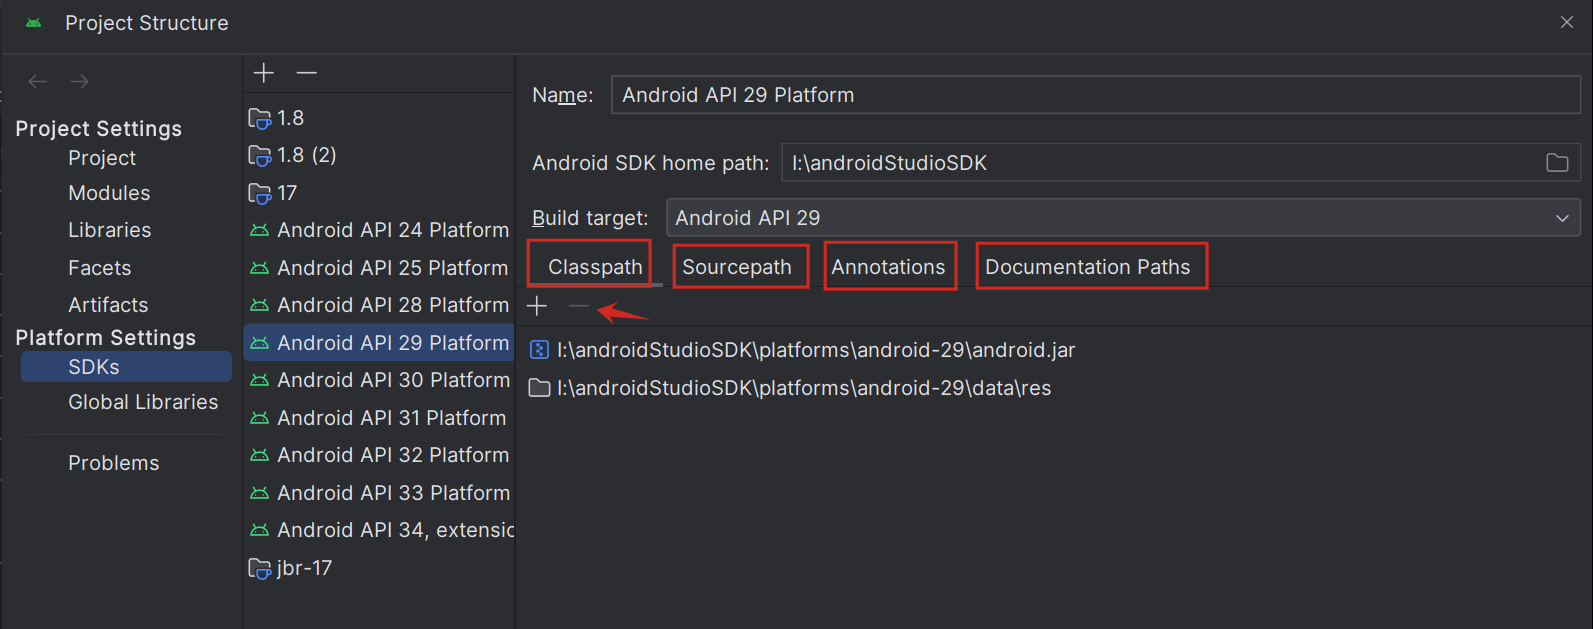 Project Structure
Project Settings
Project
Modules
Libraries
Facets
Artifacts
Platform Settings
SDKs
Global Libraries
Problems
1.8
1.8 (2)
17
Android API 24 Platform
Android API 25 Platform
Android API 28 Platform
Android API 29 Platform
Android API 30 Platform
Android API 31 Platform
Android API 32 Platform
Android API 33 Platform
Android API 34, extensio
jbr-17
Name: Android API 29 Platform
Android SDK home path: I:\androidStudioSDK
Build target: Android API 29
Classpath Sourcepath Annotations Documentation Paths
I:\androidStudioSDK\platforms\android-29\android.jar
I:\androidStudioSDK\platforms\android-29\data\res